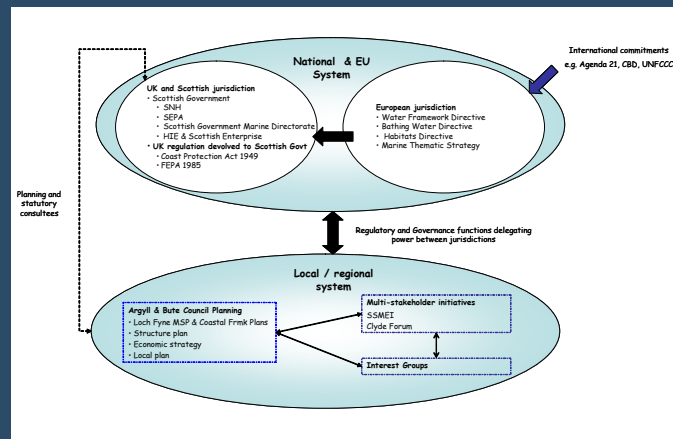 International commitments
e.g. Agenda 21, CBD, UNFCCC
National & EU
System
UK and Scottish jurisdiction
• Scottish Government
• SNH
• SEPA
• Scottish Government Marine Directorate
• HIE & Scottish Enterprise
• UK regulation devolved to Scottish Govt
• Coast Protection Act 1949
• FEPA 1985
European jurisdiction
• Water Framework Directive
• Bathing Water Directive
• Habitats Directive
• Marine Thematic Strategy
Planning and
statutory
consultees
Regulatory and Governance functions delegating
power between jurisdictions
Local / regional
system
Argyll & Bute Council Planning
• Loch Fyne MSP & Coastal Frmk Plans
• Structure plan
• Economic strategy
• Local plan
Multi-stakeholder initiatives
SSMEI
Clyde Forum
Interest Groups